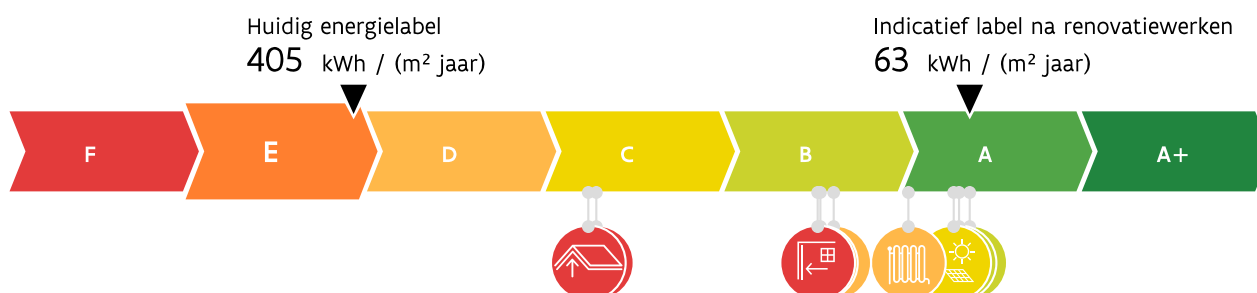 Huidig energielabel
405 kWh / (m² jaar)
Indicatief label na renovatiewerken
63 kWh / (m² jaar)
F E D C B A A+